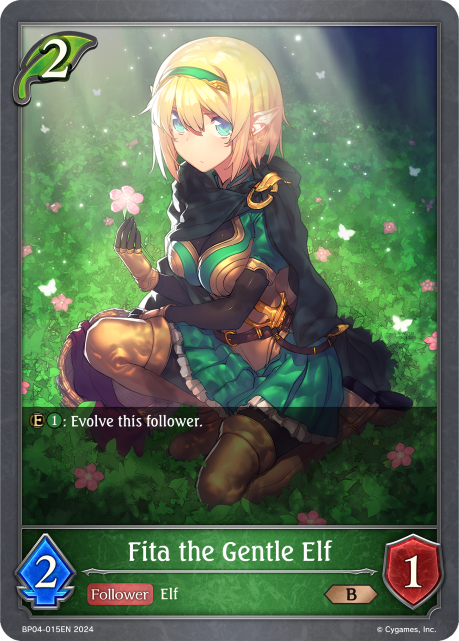 2
E 1 : Evolve this follower.
Fita the Gentle Elf
2 Follower Elf B 1
BP04-015EN 2024 © Cygames, Inc.